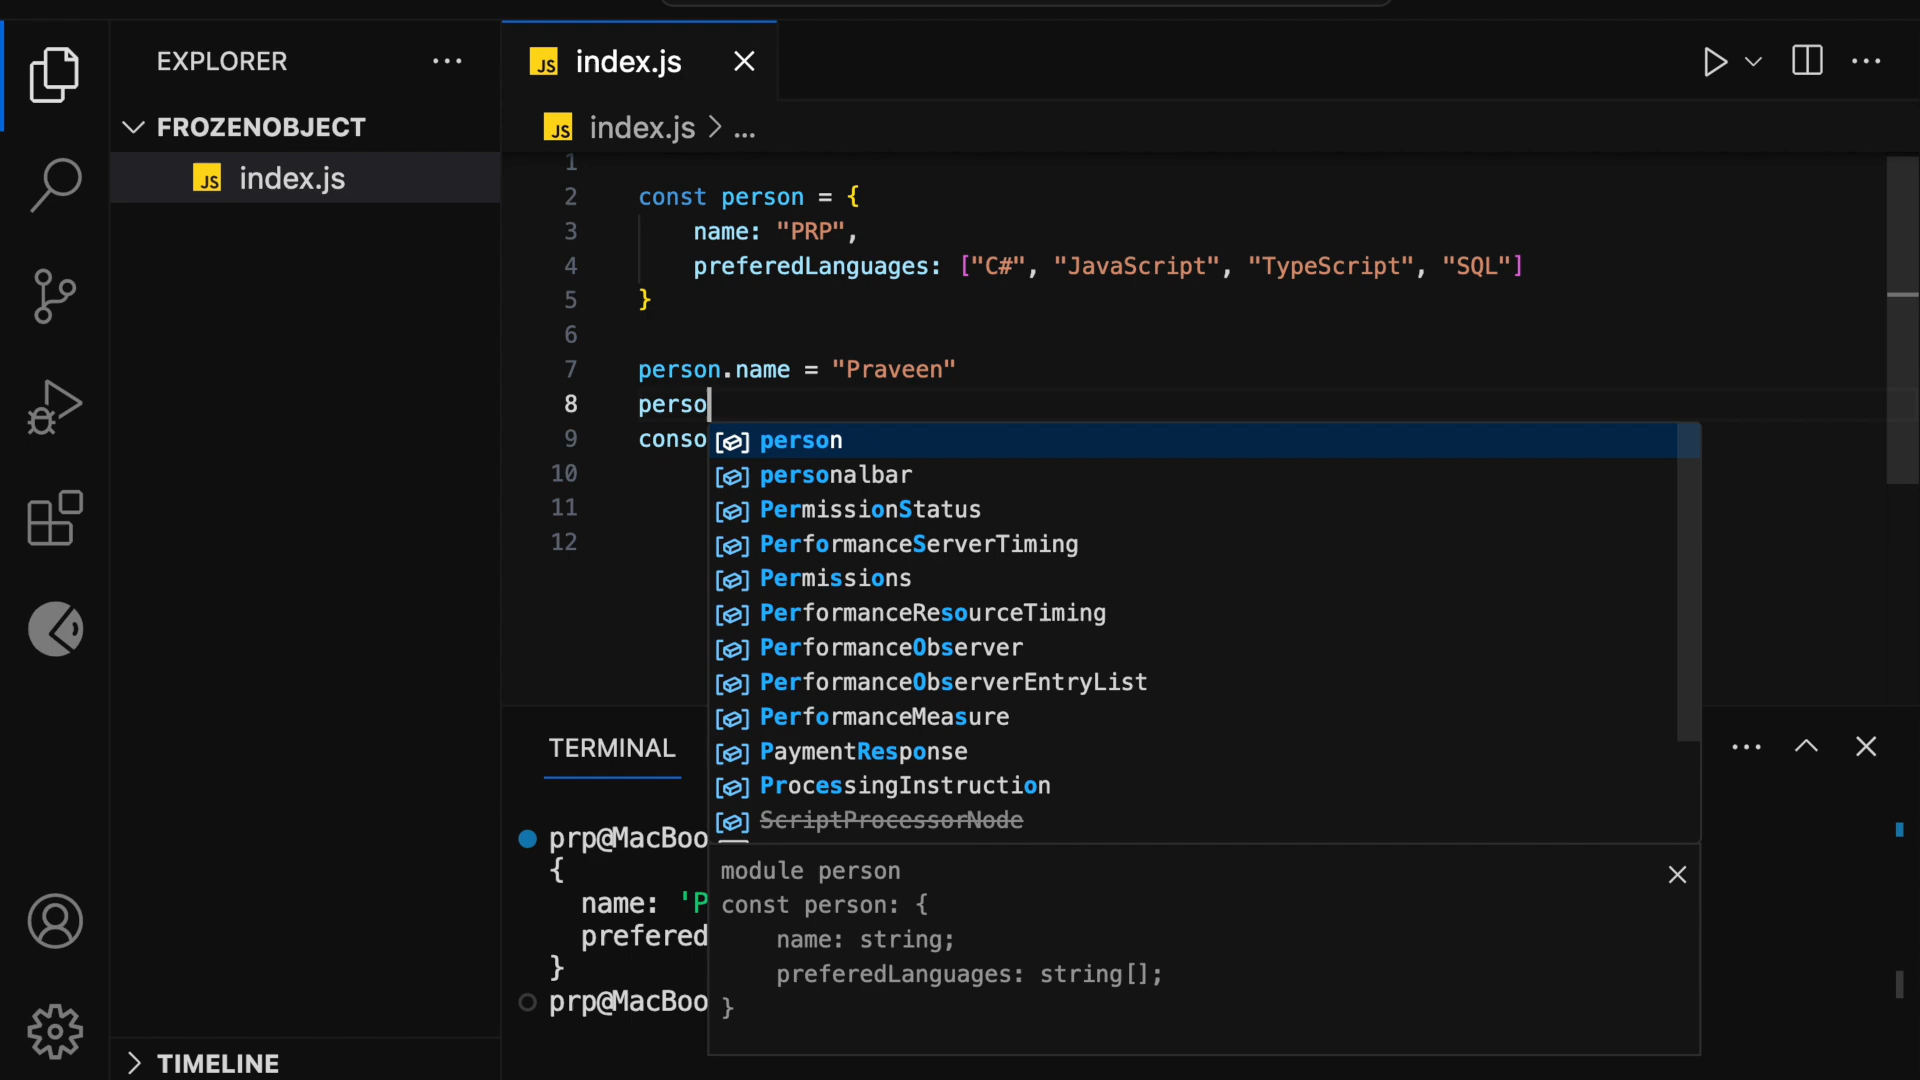 EXPLORER
FROZENOBJECT
JS index.js
TIMELINE
JS index.js
JS index.js > ...
1
2 const person = {
3 name: "PRP",
4 preferedLanguages: ["C#", "JavaScript", "TypeScript", "SQL"]
5 }
6
7 person.name = "Praveen"
8 perso
9 conso
10
11
12
person
personalbar
PermissionStatus
PerformanceServerTiming
Permissions
PerformanceResourceTiming
PerformanceObserver
PerformanceObserverEntryList
PerformanceMeasure
PaymentResponse
ProcessingInstruction
ScriptProcessorNode
module person
const person: {
name: string;
preferedLanguages: string[];
}
TERMINAL
prp@MacBoo
{
name: 'P
prefered
}
prp@MacBoo